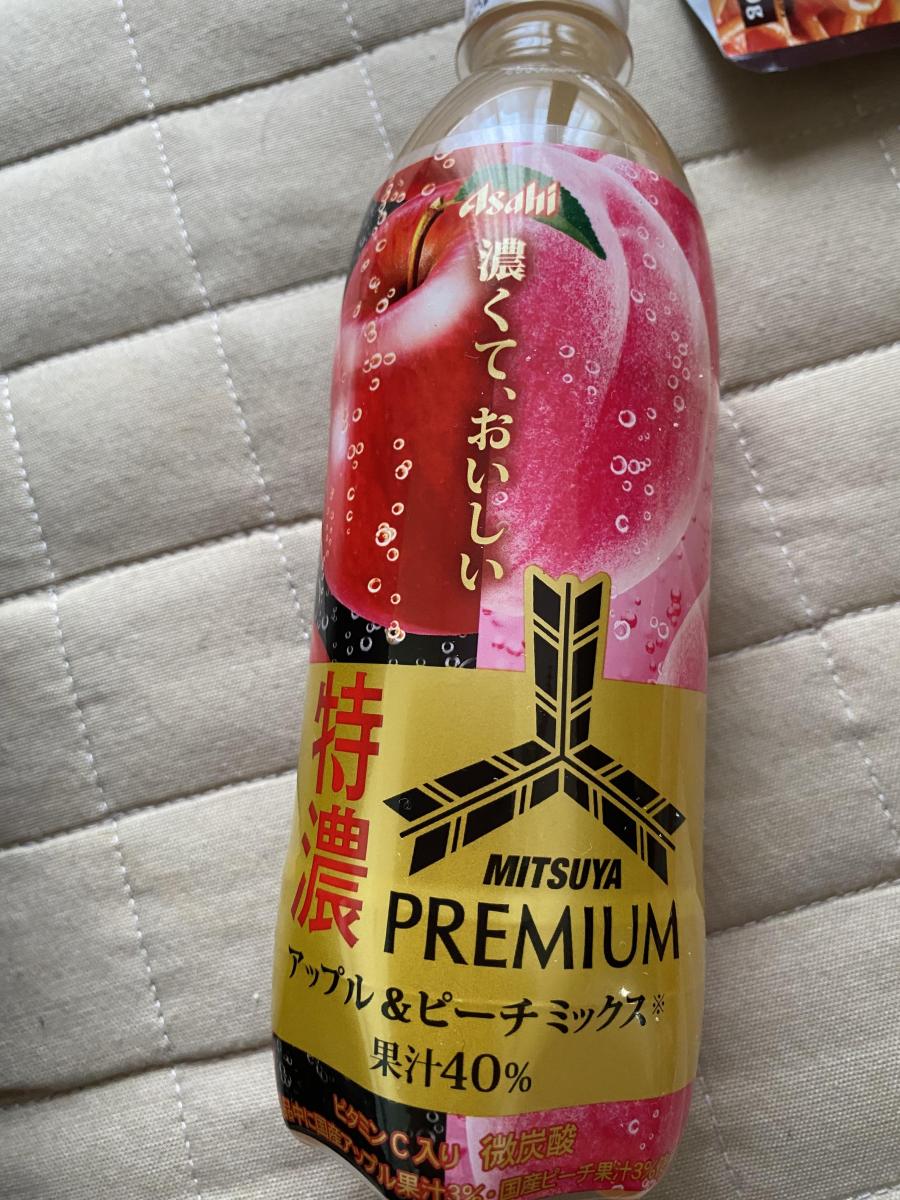 Asahi
濃くて、おいしい
特濃
MITSUYA
PREMIUM
アップル&ピーチミックス※
果汁40%
ビタミンC入り 微炭酸
中に国産アップル果汁3%・国産ピーチ果汁3%